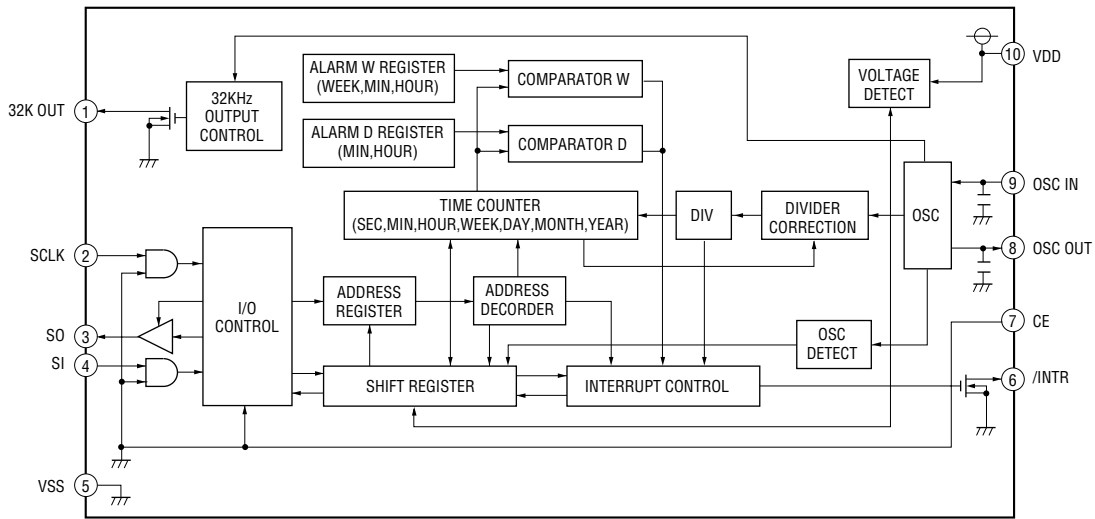 VDD
10
ALARM W REGISTER
(WEEK,MIN,HOUR)
COMPARATOR W
VOLTAGE
DETECT
32K OUT
1
32KHz
OUTPUT
CONTROL
ALARM D REGISTER
(MIN,HOUR)
COMPARATOR D
9
OSC IN
TIME COUNTER
(SEC,MIN,HOUR,WEEK,DAY,MONTH,YEAR)
DIV
DIVIDER
CORRECTION
OSC
8
OSC OUT
SCLK
2
I/O
CONTROL
ADDRESS
REGISTER
ADDRESS
DECORDER
7
CE
SO
3
OSC
DETECT
SI
4
SHIFT REGISTER
INTERRUPT CONTROL
6
/INTR
VSS
5